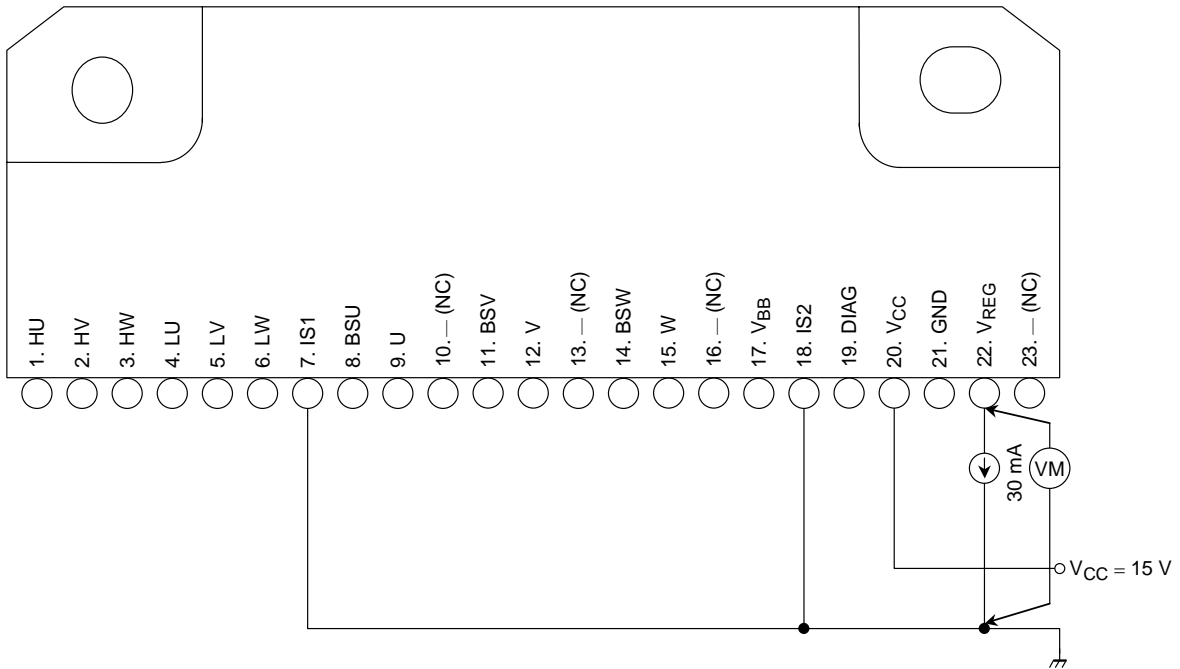 1. HU
2. HV
3. HW
4. LU
5. LV
6. LW
7. IS1
8. BSU
9. U
10. — (NC)
11. BSV
12. V
13. — (NC)
14. BSW
15. W
16. — (NC)
17. VBB
18. IS2
19. DIAG
20. VCC
21. GND
22. VREG
23. — (NC)
30 mA
VM
VCC = 15 V